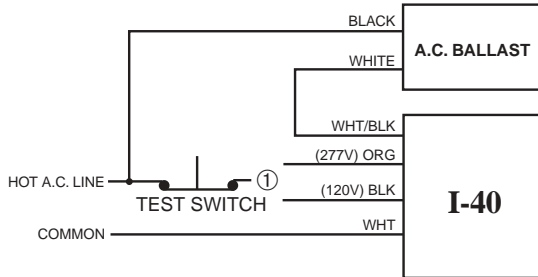 BLACK
A.C. BALLAST
WHITE
WHT/BLK
(277V) ORG
HOT A.C. LINE
①
TEST SWITCH
(120V) BLK
I-40
COMMON
WHT